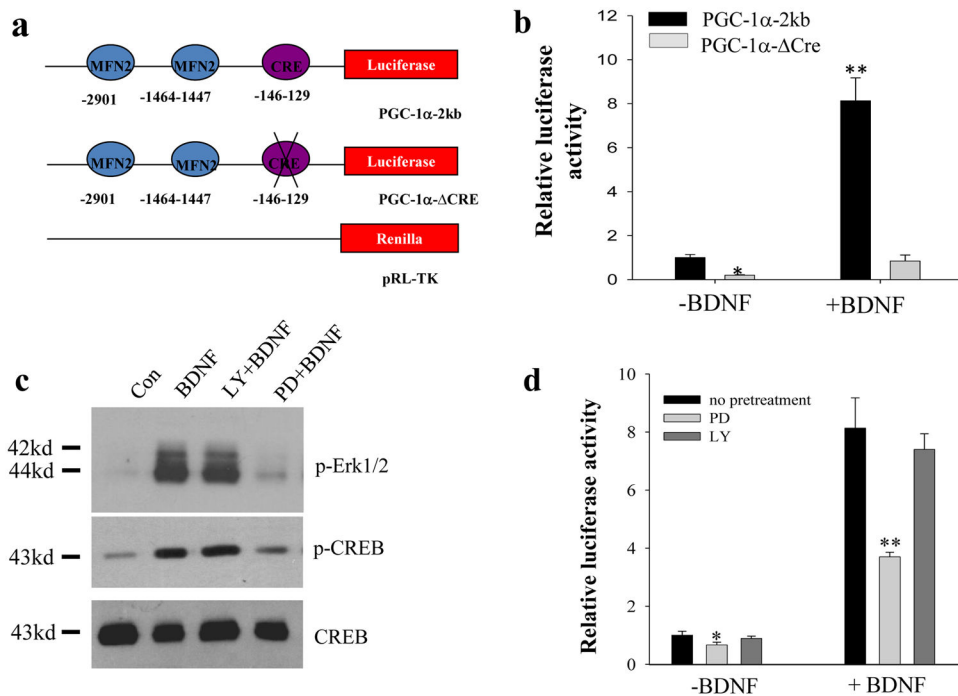 a
MFN2 MFN2 CRE Luciferase
-2901 -1464-1447 -146-129
PGC-1α-2kb
MFN2 MFN2 CRE Luciferase
-2901 -1464-1447 -146-129
PGC-1α-ΔCRE
Renilla
pRL-TK
b
PGC-1α-2kb
PGC-1α-ΔCre
Relative luciferase
activity
12
10
8
6
4
2
0
*
**
-BDNF
+BDNF
c
Con
BDNF
LY+BDNF
PD+BDNF
42kd
44kd
p-Erk1/2
43kd
p-CREB
43kd
CREB
d
no pretreatment
PD
LY
Relative luciferase activity
10
8
6
4
2
0
*
**
-BDNF
+ BDNF